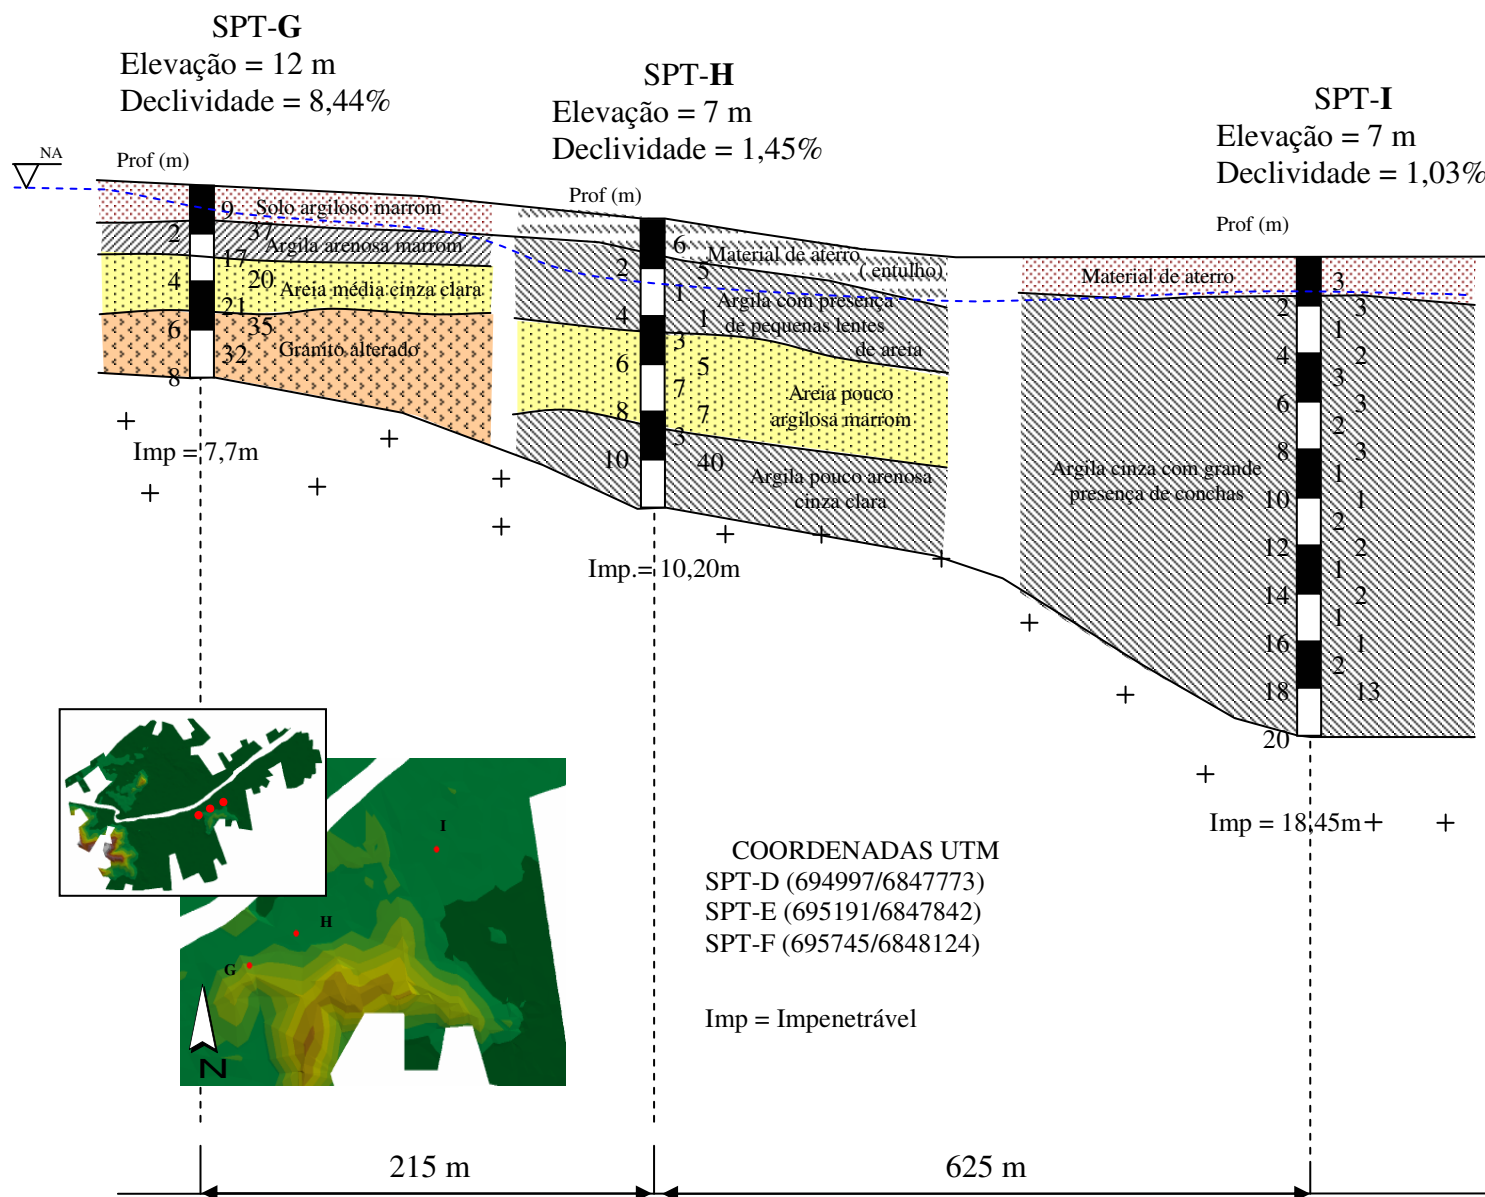 SPT-G
Elevação = 12 m
Declividade = 8,44%
SPT-H
Elevação = 7 m
Declividade = 1,45%
SPT-I
Elevação = 7 m
Declividade = 1,03%
NA
Prof (m)
Prof (m)
Prof (m)
9
Solo argiloso marrom
2
37
Argila arenosa marrom
17
4
20
Areia média cinza clara
21
6
35
32
Granito alterado
8
Imp = 7,7m
6
Material de aterro
( entulho)
2
5
1
Argila com presença
de pequenas lentes
de areia
4
1
3
6
5
7
Areia pouco
argilosa marrom
8
7
3
10
40
Argila pouco arenosa
cinza clara
Imp.= 10,20m
Material de aterro
3
2
3
1
4
2
3
6
3
2
8
3
1
Argila cinza com grande
presença de conchas
10
1
2
12
2
1
14
2
1
16
1
2
18
13
20
Imp = 18,45m
I
H
G
N
COORDENADAS UTM
SPT-D (694997/6847773)
SPT-E (695191/6847842)
SPT-F (695745/6848124)
Imp = Impenetrável
215 m
625 m